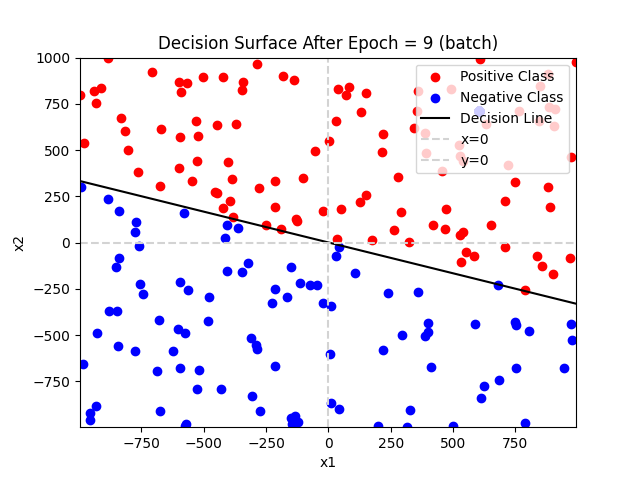 Decision Surface After Epoch = 9 (batch)
Positive Class
Negative Class
Decision Line
x=0
y=0
1000
750
500
250
0
−250
−500
−750
x2
−750
−500
−250
0
250
500
750
x1